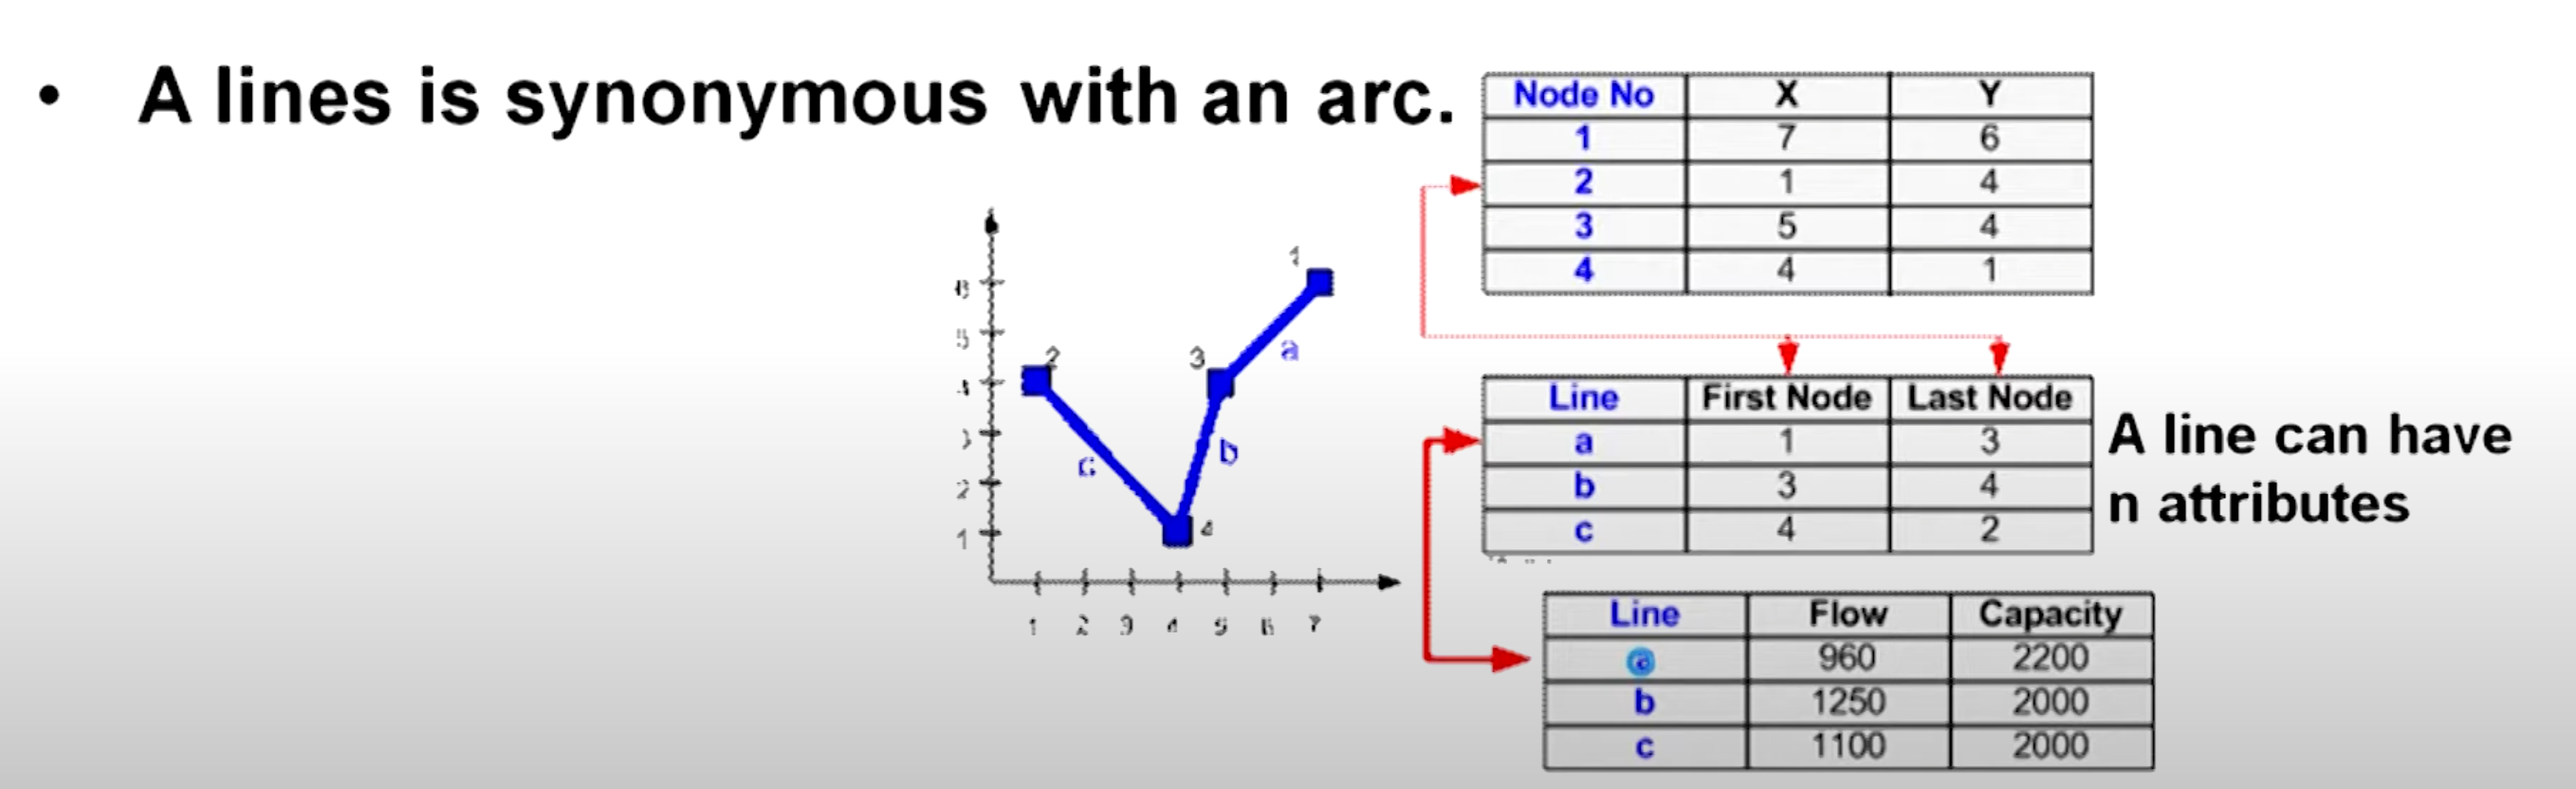 • A lines is synonymous with an arc.
Node No X Y
1 7 6
2 1 4
3 5 4
4 4 1
6
5
4
3
2
1
1 2 3 4 5 6 7
1
2
3
4
a
b
c
Line First Node Last Node
a 1 3
b 3 4
c 4 2
A line can have
n attributes
Line Flow Capacity
a 960 2200
b 1250 2000
c 1100 2000